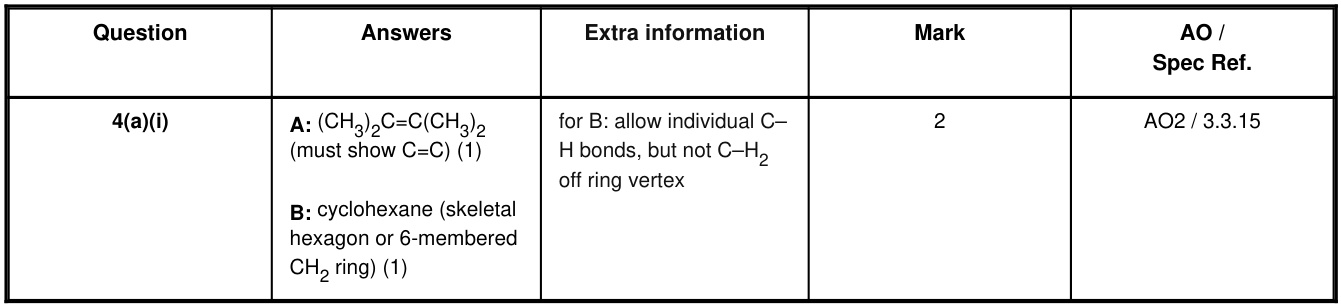 Question Answers Extra information Mark AO /
Spec Ref.
4(a)(i)
A: (CH3)2C=C(CH3)2
(must show C=C) (1)
B: cyclohexane (skeletal
hexagon or 6-membered
CH2 ring) (1)
for B: allow individual C–
H bonds, but not C–H2
off ring vertex
2
AO2 / 3.3.15